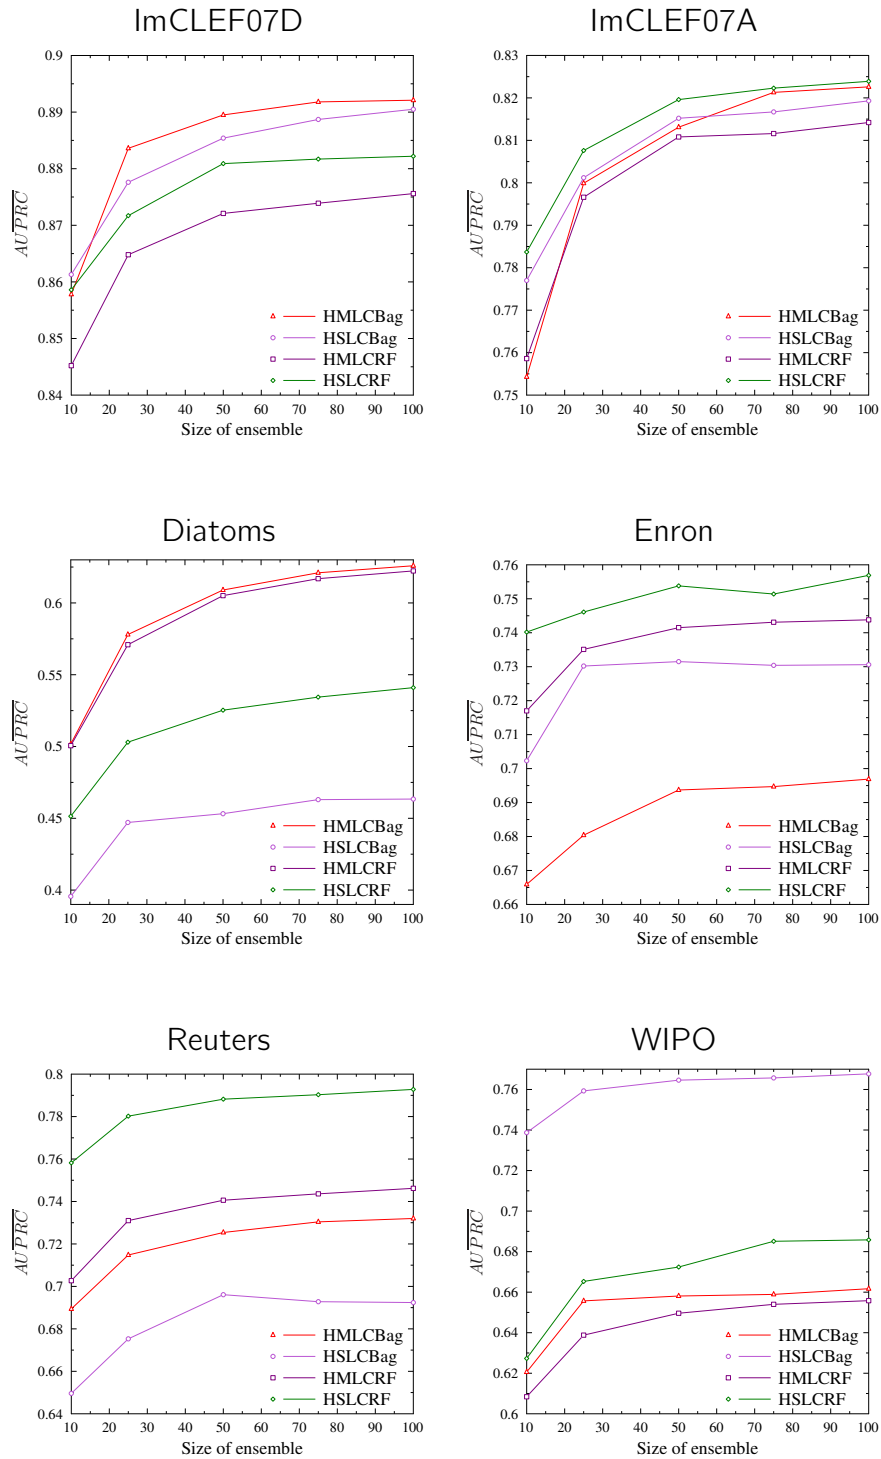 ImCLEF07D
0.9
0.89
0.88
0.87
0.86
0.85
0.84
AUPRC
HMLCBag
HSLCBag
HMLCRF
HSLCRF
10 20 30 40 50 60 70 80 90 100
Size of ensemble
ImCLEF07A
0.83
0.82
0.81
0.8
0.79
0.78
0.77
0.76
0.75
AUPRC
HMLCBag
HSLCBag
HMLCRF
HSLCRF
10 20 30 40 50 60 70 80 90 100
Size of ensemble
Diatoms
0.6
0.55
0.5
0.45
0.4
AUPRC
HMLCBag
HSLCBag
HMLCRF
HSLCRF
10 20 30 40 50 60 70 80 90 100
Size of ensemble
Enron
0.76
0.75
0.74
0.73
0.72
0.71
0.7
0.69
0.68
0.67
0.66
AUPRC
HMLCBag
HSLCBag
HMLCRF
HSLCRF
10 20 30 40 50 60 70 80 90 100
Size of ensemble
Reuters
0.8
0.78
0.76
0.74
0.72
0.7
0.68
0.66
0.64
AUPRC
HMLCBag
HSLCBag
HMLCRF
HSLCRF
10 20 30 40 50 60 70 80 90 100
Size of ensemble
WIPO
0.76
0.74
0.72
0.7
0.68
0.66
0.64
0.62
0.6
AUPRC
HMLCBag
HSLCBag
HMLCRF
HSLCRF
10 20 30 40 50 60 70 80 90 100
Size of ensemble